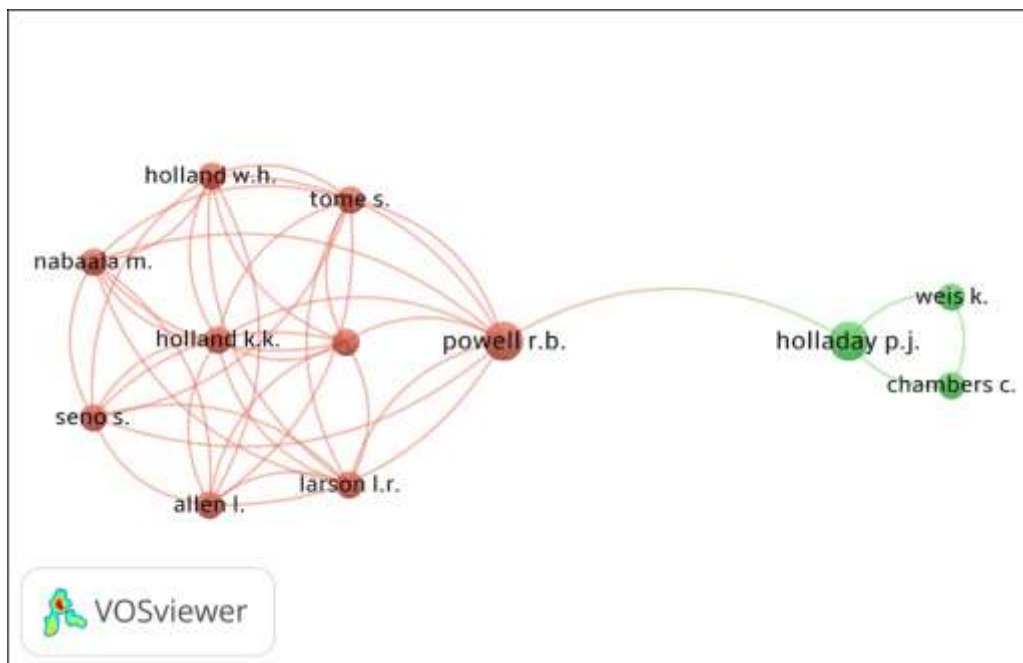 holland w.h.
tome s.
nabaala m.
holland k.k.
powell r.b.
seno s.
larson l.r.
allen l.
weis k.
holladay p.j.
chambers c.
VOSviewer